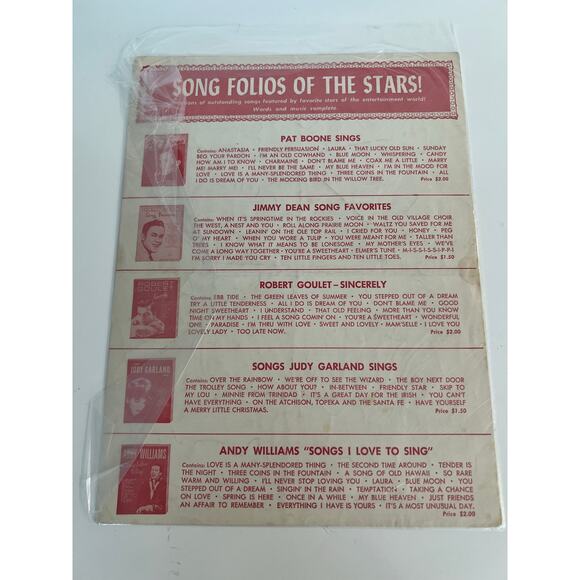 SONG FOLIOS OF THE STARS!
ions of outstanding songs featured by favorite stars of the entertainment world!
Words and music complete
PAT BOONE SINGS
Contains: ANASTASIA • FRIENDLY PERSUASION • LAURA • THAT LUCKY OLD SUN • SUNDAY
BEG YOUR PARDON • I'M AN OLD COWHAND • BLUE MOON • WHISPERING • CANDY
HOW AM I TO KNOW • CHARMAINE • DON'T BLAME ME • COAX ME A LITTLE • MARRY
ME! MARRY ME! • I'LL NEVER BE THE SAME • MY BLUE HEAVEN • I'M IN THE MOOD FOR
LOVE • LOVE IS A MANY-SPLENDORED THING • THREE COINS IN THE FOUNTAIN • ALL
I DO IS DREAM OF YOU • THE MOCKING BIRD IN THE WILLOW TREE. Price $2.00
JIMMY DEAN SONG FAVORITES
Contains: WHEN IT'S SPRINGTIME IN THE ROCKIES • VOICE IN THE OLD VILLAGE CHOIR
THE WEST, A NEST AND YOU • ROLL ALONG PRAIRIE MOON • WALTZ YOU SAVED FOR ME
AT SUNDOWN • LEANIN' ON THE OLE TOP RAIL • I CRIED FOR YOU • HONEY • PEG
O' MY HEART • WHEN YOU WORE A TULIP • YOU WERE MEANT FOR ME • TALLER THAN
TREES • I KNOW WHAT IT MEANS TO BE LONESOME • MY MOTHER'S EYES • WE'VE
COME A LONG WAY TOGETHER • YOU'RE A SWEETHEART • ELMER'S TUNE • M-I-S-S-I-S-S-I-P-P-I
I'M SORRY I MADE YOU CRY • TEN LITTLE FINGERS AND TEN LITTLE TOES. Price $1.50
ROBERT GOULET
ROBERT GOULET – SINCERELY
Contains: EBB TIDE • THE GREEN LEAVES OF SUMMER • YOU STEPPED OUT OF A DREAM
TRY A LITTLE TENDERNESS • ALL I DO IS DREAM OF YOU • DON'T BLAME ME • GOOD
NIGHT SWEETHEART • I UNDERSTAND • THAT OLD FEELING • MORE THAN YOU KNOW
TIME ON MY HANDS • I FEEL A SONG COMIN' ON • YOU'RE A SWEETHEART • WONDERFUL
ONE • PARADISE • I'M THRU WITH LOVE • SWEET AND LOVELY • MAM'SELLE • I LOVE YOU
LOVELY LADY • TOO LATE NOW. Price $2.00
JUDY GARLAND
SONGS JUDY GARLAND SINGS
Contains: OVER THE RAINBOW • WE'RE OFF TO SEE THE WIZARD • THE BOY NEXT DOOR
THE TROLLEY SONG • HOW ABOUT YOU? • IN-BETWEEN • FRIENDLY STAR • SKIP TO
MY LOU • MINNIE FROM TRINIDAD • IT'S A GREAT DAY FOR THE IRISH • YOU CAN'T
HAVE EVERYTHING • ON THE ATCHISON, TOPEKA AND THE SANTA FE • HAVE YOURSELF
A MERRY LITTLE CHRISTMAS. Price $1.50
WILLIAMS
ANDY WILLIAMS "SONGS I LOVE TO SING"
Contains: LOVE IS A MANY-SPLENDORED THING • THE SECOND TIME AROUND • TENDER IS
THE NIGHT • THREE COINS IN THE FOUNTAIN • A SONG OF OLD HAWAII • SO RARE
WARM AND WILLING • I'LL NEVER STOP LOVING YOU • LAURA • BLUE MOON • YOU
STEPPED OUT OF A DREAM • SINGIN' IN THE RAIN • TEMPTATION • TAKING A CHANCE
ON LOVE • SPRING IS HERE • ONCE IN A WHILE • MY BLUE HEAVEN • JUST FRIENDS
AN AFFAIR TO REMEMBER • EVERYTHING I HAVE IS YOURS • IT'S A MOST UNUSUAL DAY.
Price $2.00